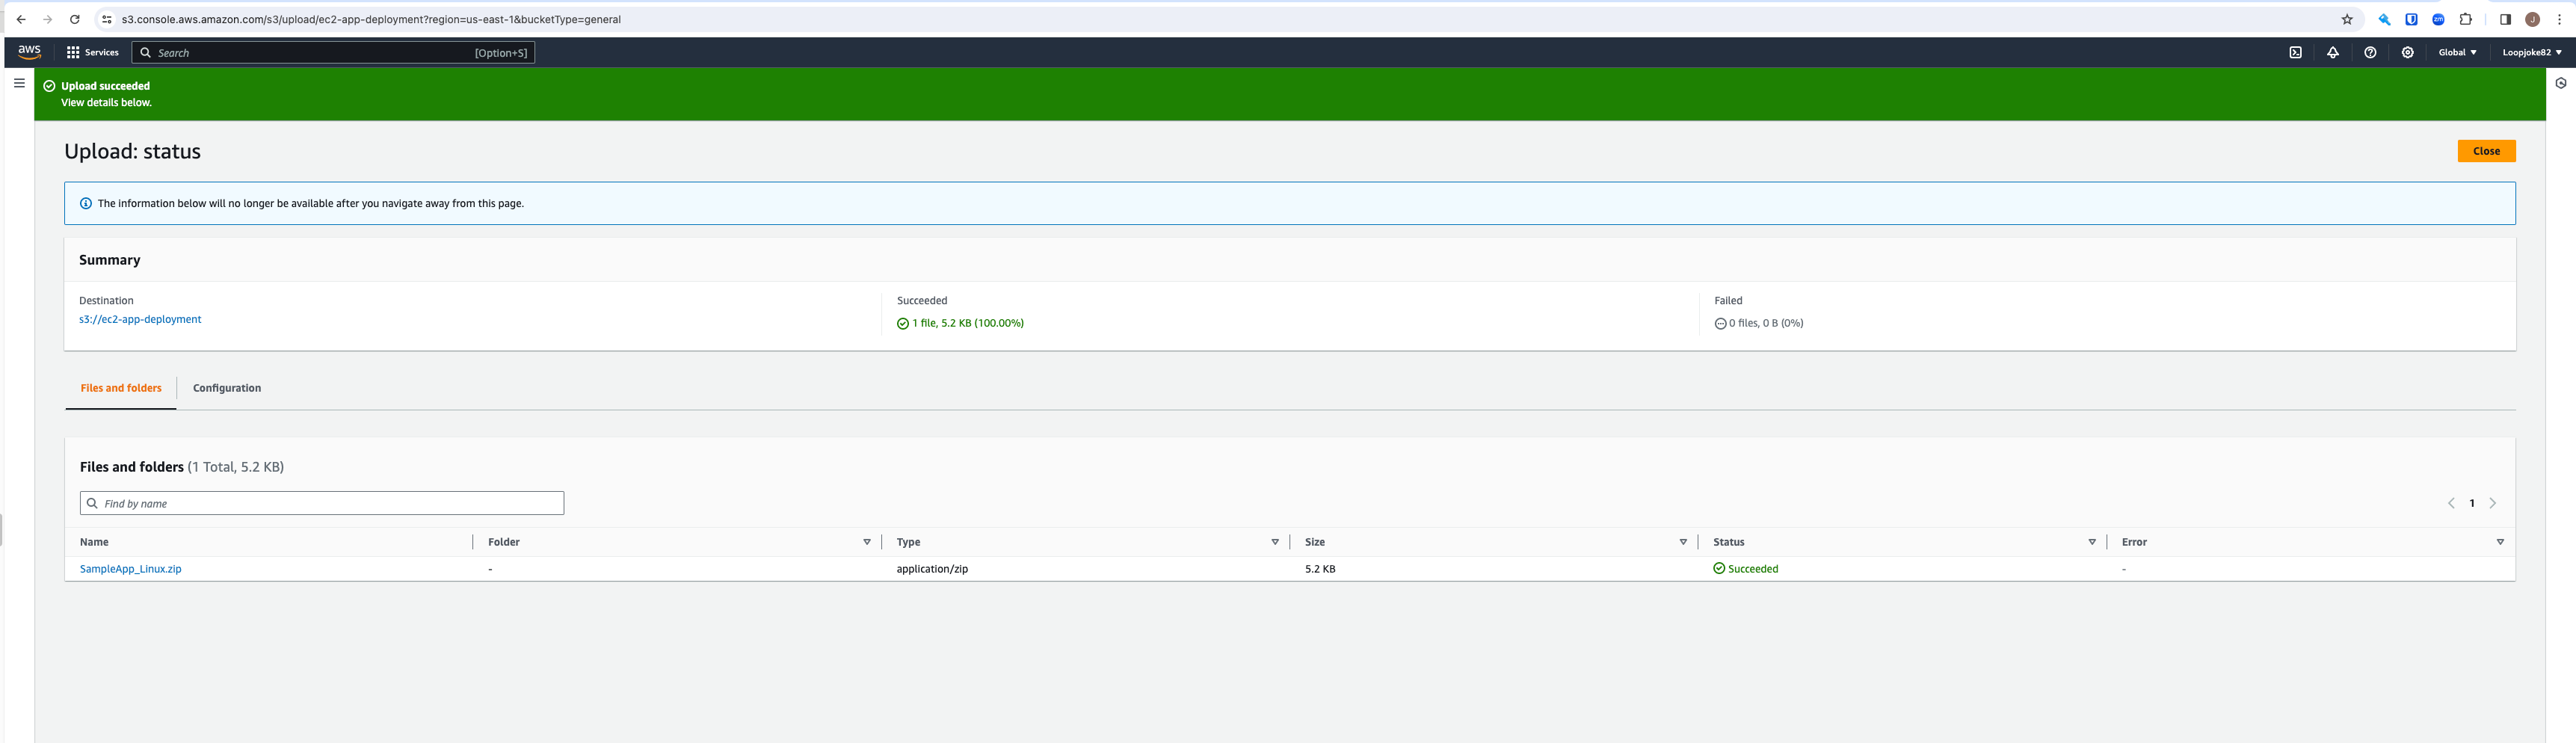 s3.console.aws.amazon.com/s3/upload/ec2-app-deployment?region=us-east-1&bucketType=general
zm
J
aws
Services
Search
[Option+S]
Global
Loopjoke82
Upload succeeded
View details below.
Upload: status
Close
The information below will no longer be available after you navigate away from this page.
Summary
Destination
s3://ec2-app-deployment
Succeeded
1 file, 5.2 KB (100.00%)
Failed
0 files, 0 B (0%)
Files and folders
Configuration
Files and folders (1 Total, 5.2 KB)
Find by name
1
Name Folder Type Size Status Error
SampleApp_Linux.zip - application/zip 5.2 KB Succeeded -